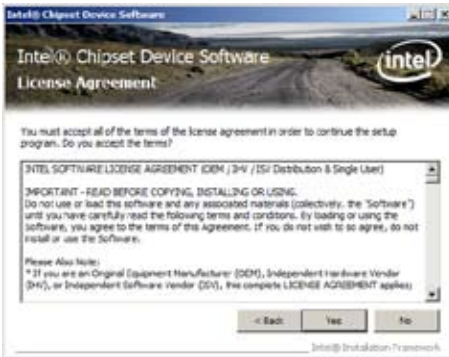 Intel® Chipset Device Software
Intel® Chipset Device Software
intel
License Agreement
You must accept all of the terms of the license agreement in order to continue the setup
program. Do you accept the terms?
INTEL SOFTWARE LICENSE AGREEMENT (OEM / IHV / ISV Distribution & Single User)
IMPORTANT - READ BEFORE COPYING, INSTALLING OR USING.
Do not use or load this software and any associated materials (collectively, the "Software")
until you have carefully read the following terms and conditions. By loading or using the
Software, you agree to the terms of this Agreement. If you do not wish to so agree, do not
install or use the Software.
Please Also Note:
* If you are an Original Equipment Manufacturer (OEM), Independent Hardware Vendor
(IHV), or Independent Software Vendor (ISV), this complete LICENSE AGREEMENT applies;
< Back Yes No
Intel® Installation Framework